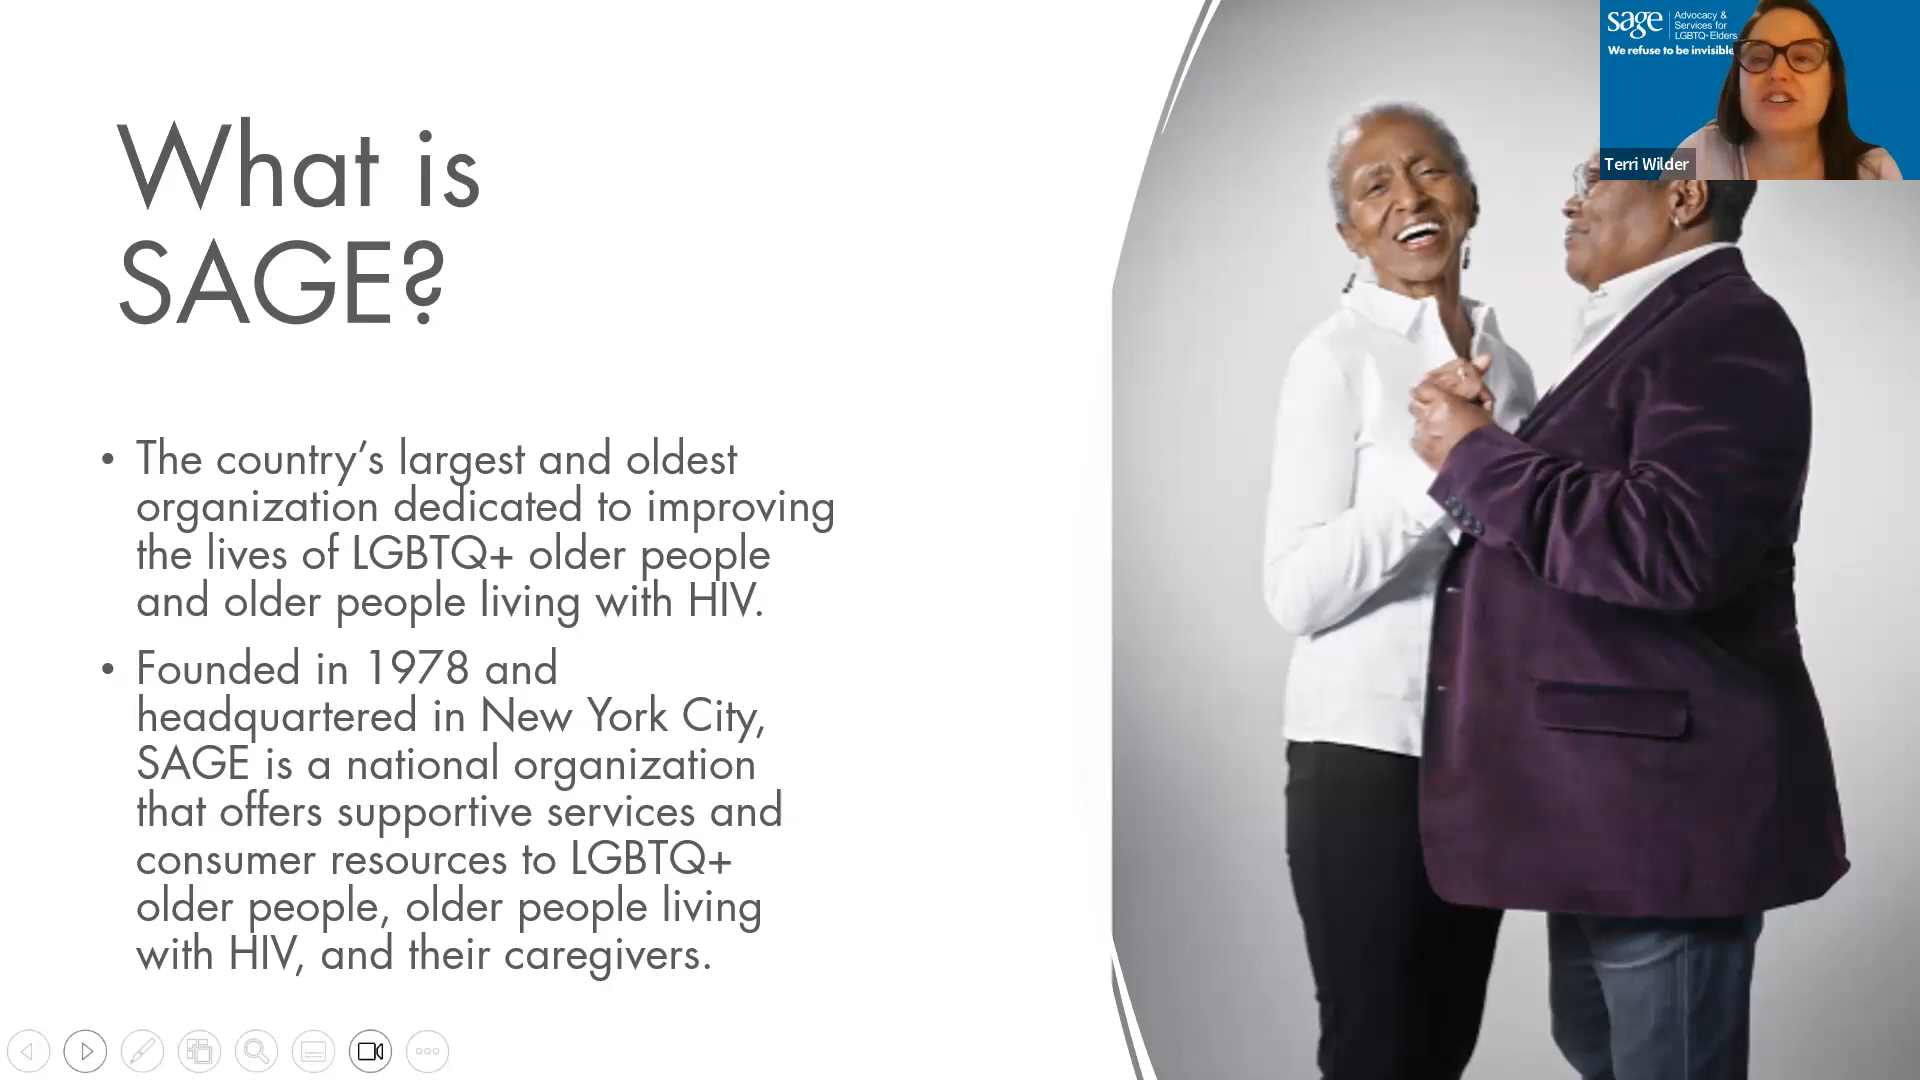 What is
SAGE?
• The country’s largest and oldest
organization dedicated to improving
the lives of LGBTQ+ older people
and older people living with HIV.
• Founded in 1978 and
headquartered in New York City,
SAGE is a national organization
that offers supportive services and
consumer resources to LGBTQ+
older people, older people living
with HIV, and their caregivers.
sage
Advocacy &
Services for
LGBTQ+ Elders
We refuse to be invisible
Terri Wilder